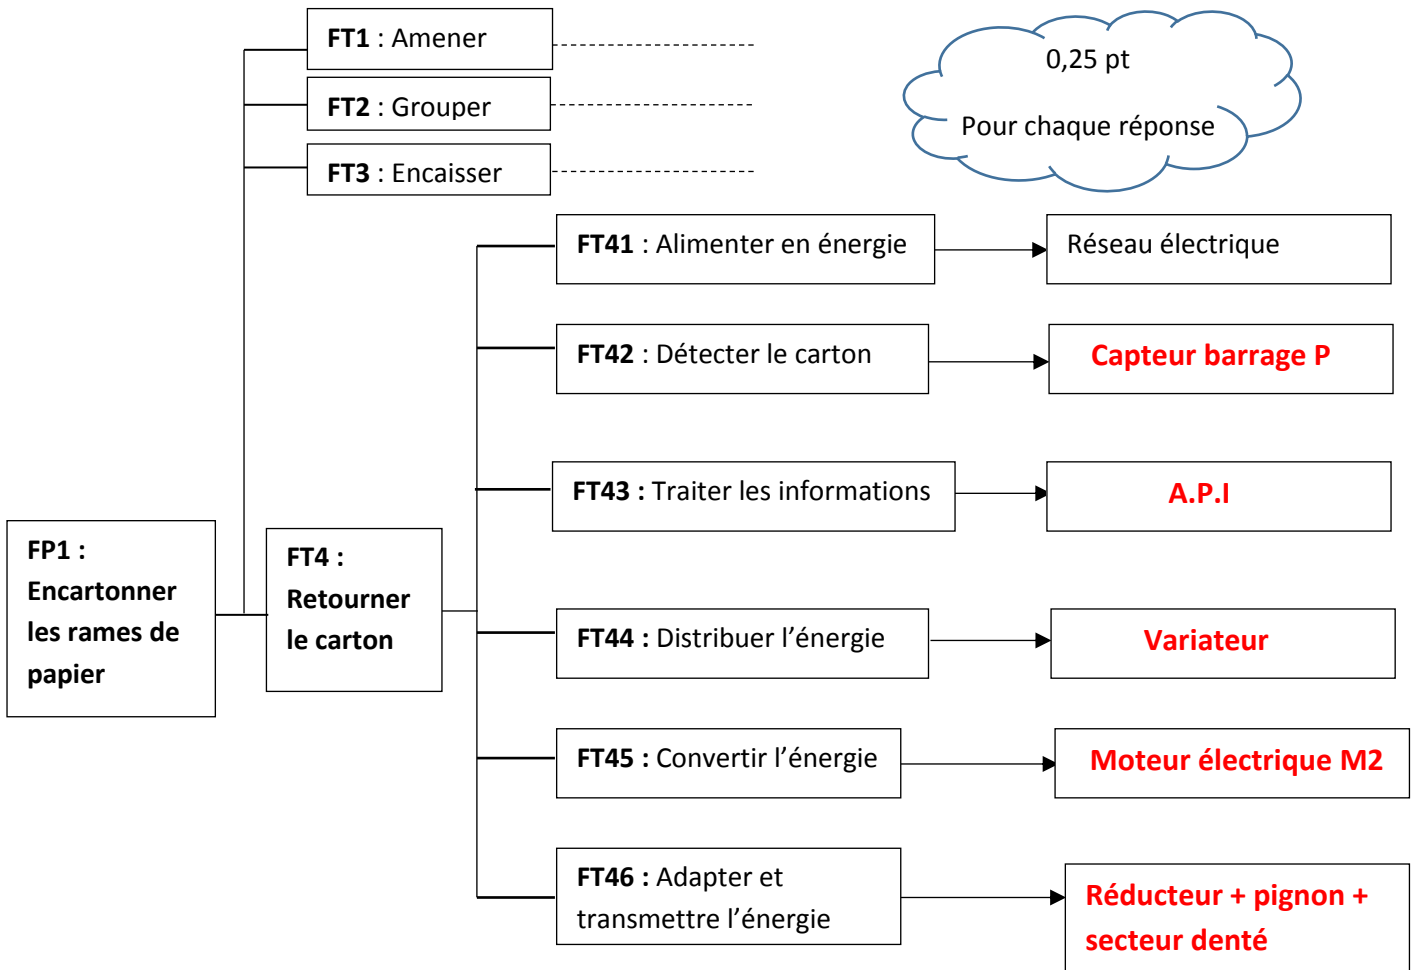 FT1 : Amener
FT2 : Grouper
FT3 : Encaisser
0,25 pt
Pour chaque réponse
FT41 : Alimenter en énergie
Réseau électrique
FT42 : Détecter le carton
Capteur barrage P
FT43 : Traiter les informations
A.P.I
FP1 :
Encartonner
les rames de
papier
FT4 :
Retourner
le carton
FT44 : Distribuer l’énergie
Variateur
FT45 : Convertir l’énergie
Moteur électrique M2
FT46 : Adapter et
transmettre l’énergie
Réducteur + pignon +
secteur denté